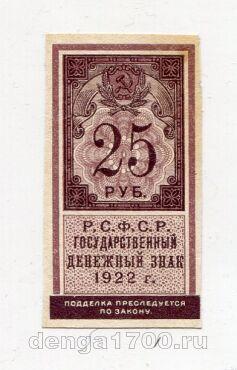 25
РУБ.
Р.С.Ф.С.Р.
ГОСУДАРСТВЕННЫЙ
ДЕНЕЖНЫЙ ЗНАК
1922 г.
ПОДДЕЛКА ПРЕСЛЕДУЕТСЯ
ПО ЗАКОНУ.
denga1700.ru